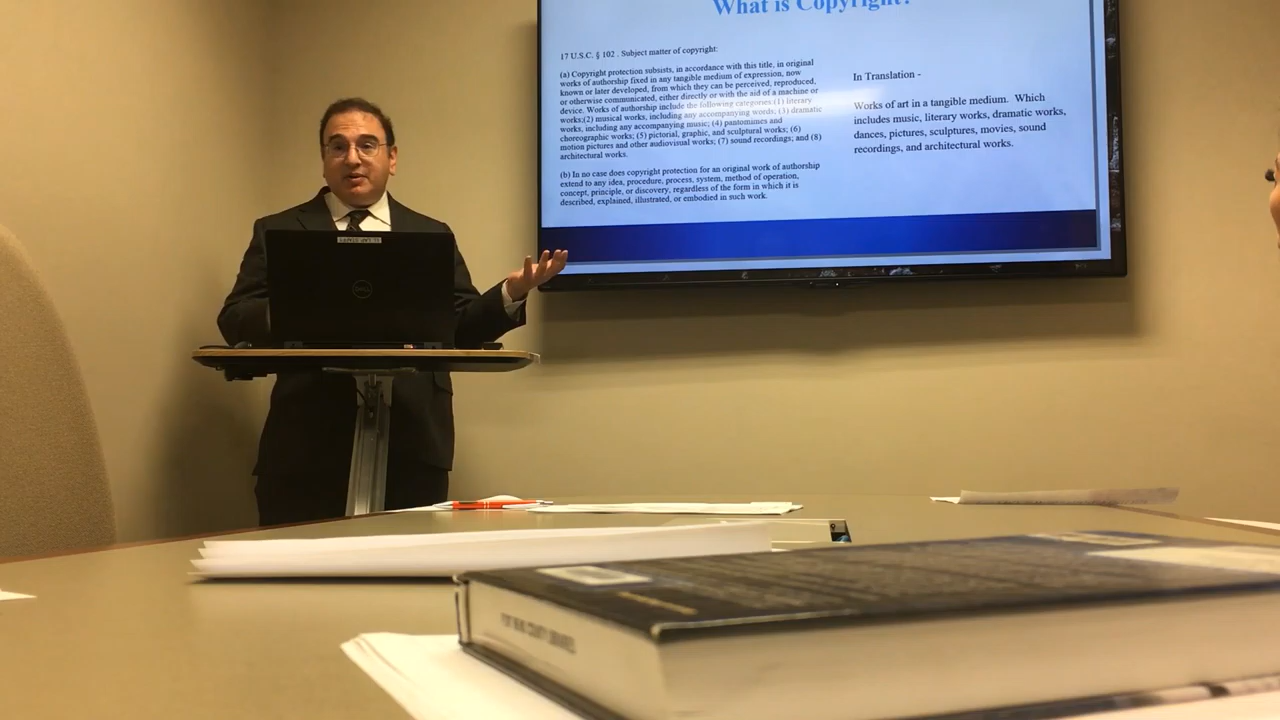 What is Copyright?
17 U.S.C. § 102 . Subject matter of copyright:
(a) Copyright protection subsists, in accordance with this title, in original
works of authorship fixed in any tangible medium of expression, now
known or later developed, from which they can be perceived, reproduced,
or otherwise communicated, either directly or with the aid of a machine or
device. Works of authorship include the following categories:(1) literary
works;(2) musical works, including any accompanying words; (3) dramatic
works, including any accompanying music; (4) pantomimes and
choreographic works; (5) pictorial, graphic, and sculptural works; (6)
motion pictures and other audiovisual works; (7) sound recordings; and (8)
architectural works.
(b) In no case does copyright protection for an original work of authorship
extend to any idea, procedure, process, system, method of operation,
concept, principle, or discovery, regardless of the form in which it is
described, explained, illustrated, or embodied in such work.
In Translation -
Works of art in a tangible medium. Which
includes music, literary works, dramatic works,
dances, pictures, sculptures, movies, sound
recordings, and architectural works.
DELL
FORT BEND COUNTY LIBRARIES